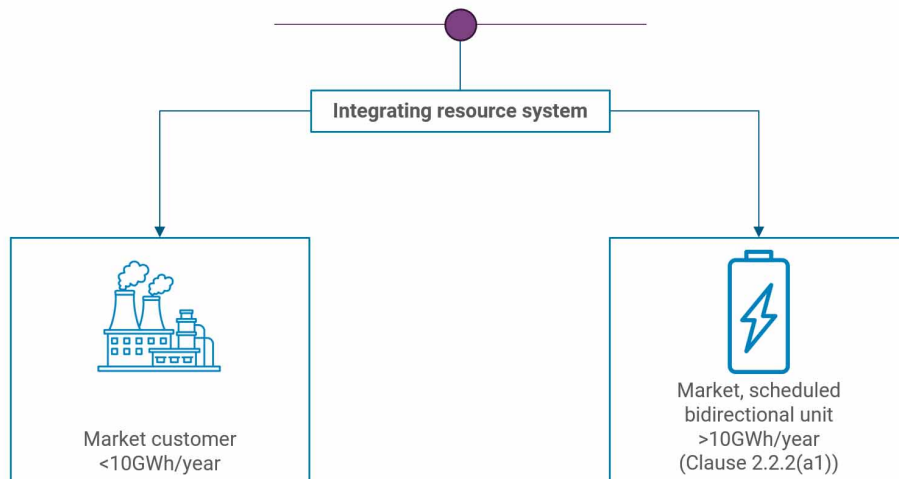 Integrating resource system
Market customer
<10GWh/year
Market, scheduled
bidirectional unit
>10GWh/year
(Clause 2.2.2(a1))